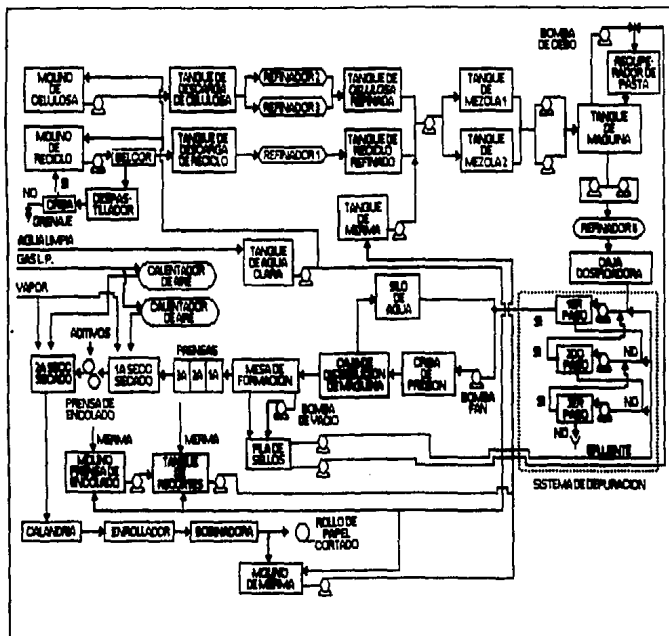 BOMBA
DE CEBO
MOLINO
DE
CELULOSA
TANQUE DE
DESCARGA
DE CELULOSA
REFINADOR 2
REFINADOR 3
TANQUE
DE CELULOSA
REFINADA
TANQUE
DE
MEZCLA 1
RECUPE-
RADOR DE
PASTA
TANQUE
DE
MAQUINA
MOLINO
DE
RECICLO
BELCOR
TANQUE DE
DESCARGA
DE RECICLO
REFINADOR 1
TANQUE
DE RECICLO
REFINADO
TANQUE
DE
MEZCLA 2
NO
SI
CRIBA
DRENAJE
DESPAS-
TILLADOR
TANQUE
DE
MERMA
REFINADOR
CAJA
DOSIFICADORA
AGUA LIMPIA
GAS L.P.
VAPOR
TANQUE
DE AGUA
CLARA
CALENTADOR
DE AIRE
CALENTADOR
DE AIRE
SILO
DE
AGUA
1ER
PASO
SI
NO
2DO
PASO
SI
NO
3ER
PASO
SI
NO
ADITIVOS
2A SECC
SECADO
1A SECC
SECADO
PRENSAS
3A 2A 1A
MESA DE
FORMACION
CAJA DE
DISTRIBUCION
DE MAQUINA
CRIBA
DE
PRESION
BOMBA
FAN
PRENSA DE
ENCOLADO
BOMBA
DE VACIO
PILA DE
SELLOS
MERMA
MERMA
MOLINO
PRENSA DE
ENCOLADO
TANQUE
DE
RECORTES
SISTEMA DE DEPURACION
CALANDRIA
ENROLLADOR
BOBINADORA
ROLLO DE
PAPEL
CORTADO
MOLINO
DE MERMA